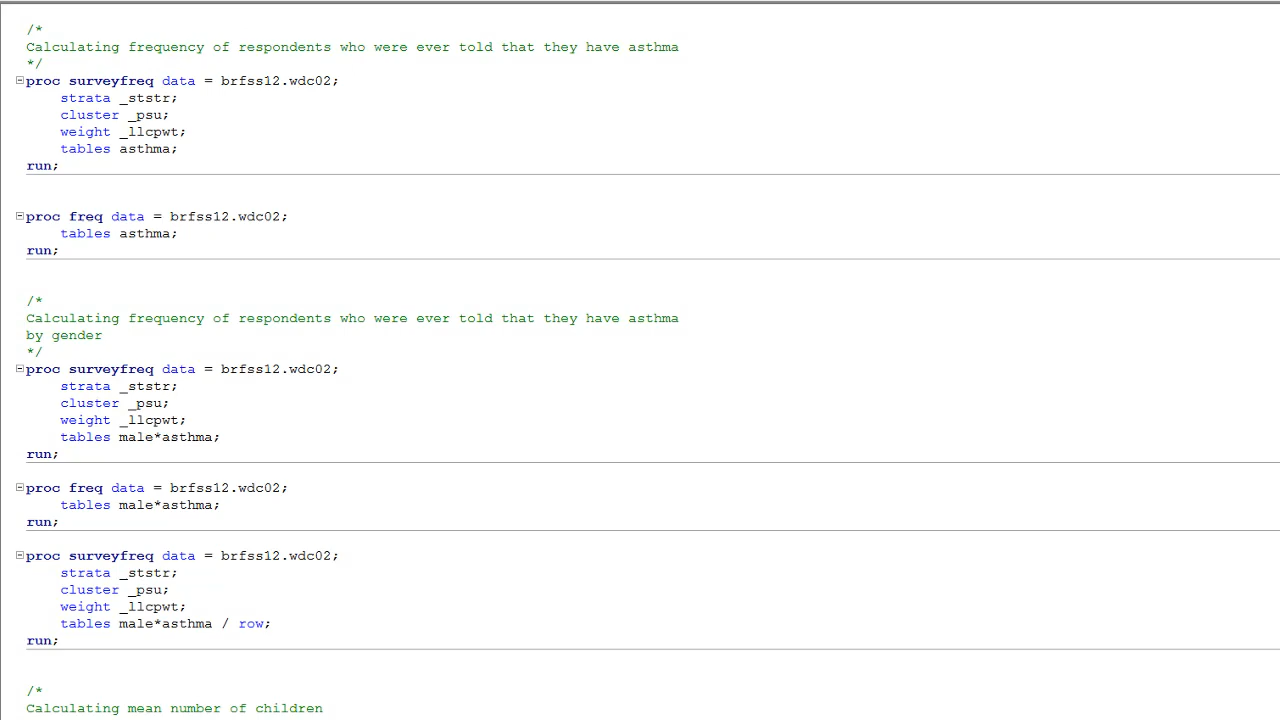 /*
Calculating frequency of respondents who were ever told that they have asthma
*/
proc surveyfreq data = brfss12.wdc02;
strata _ststr;
cluster _psu;
weight _llcpwt;
tables asthma;
run;
proc freq data = brfss12.wdc02;
tables asthma;
run;
/*
Calculating frequency of respondents who were ever told that they have asthma
by gender
*/
proc surveyfreq data = brfss12.wdc02;
strata _ststr;
cluster _psu;
weight _llcpwt;
tables male*asthma;
run;
proc freq data = brfss12.wdc02;
tables male*asthma;
run;
proc surveyfreq data = brfss12.wdc02;
strata _ststr;
cluster _psu;
weight _llcpwt;
tables male*asthma / row;
run;
/*
Calculating mean number of children